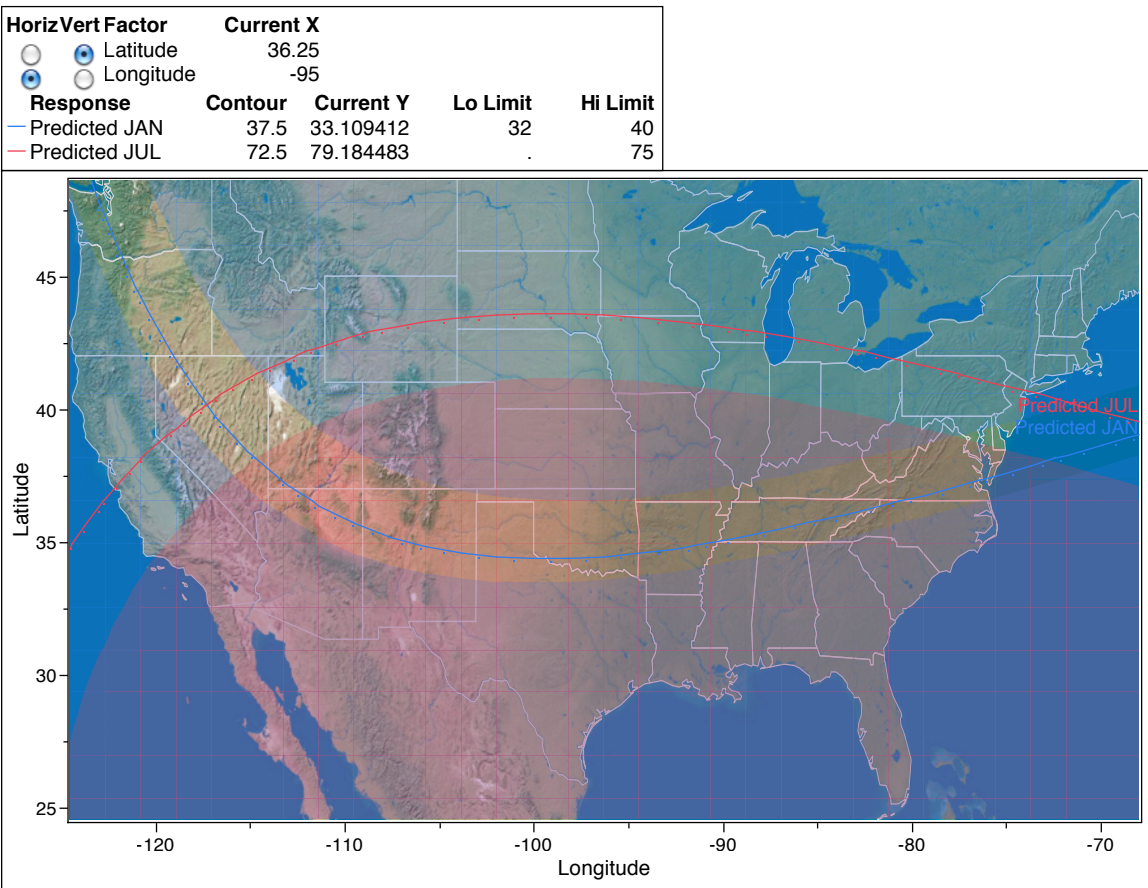 Horiz Vert Factor Current X
Latitude 36.25
Longitude -95
Response Contour Current Y Lo Limit Hi Limit
Predicted JAN 37.5 33.109412 32 40
Predicted JUL 72.5 79.184483 . 75
45
40
Predicted JUL
Predicted JAN
Latitude
35
30
25
-120 -110 -100 -90 -80 -70
Longitude